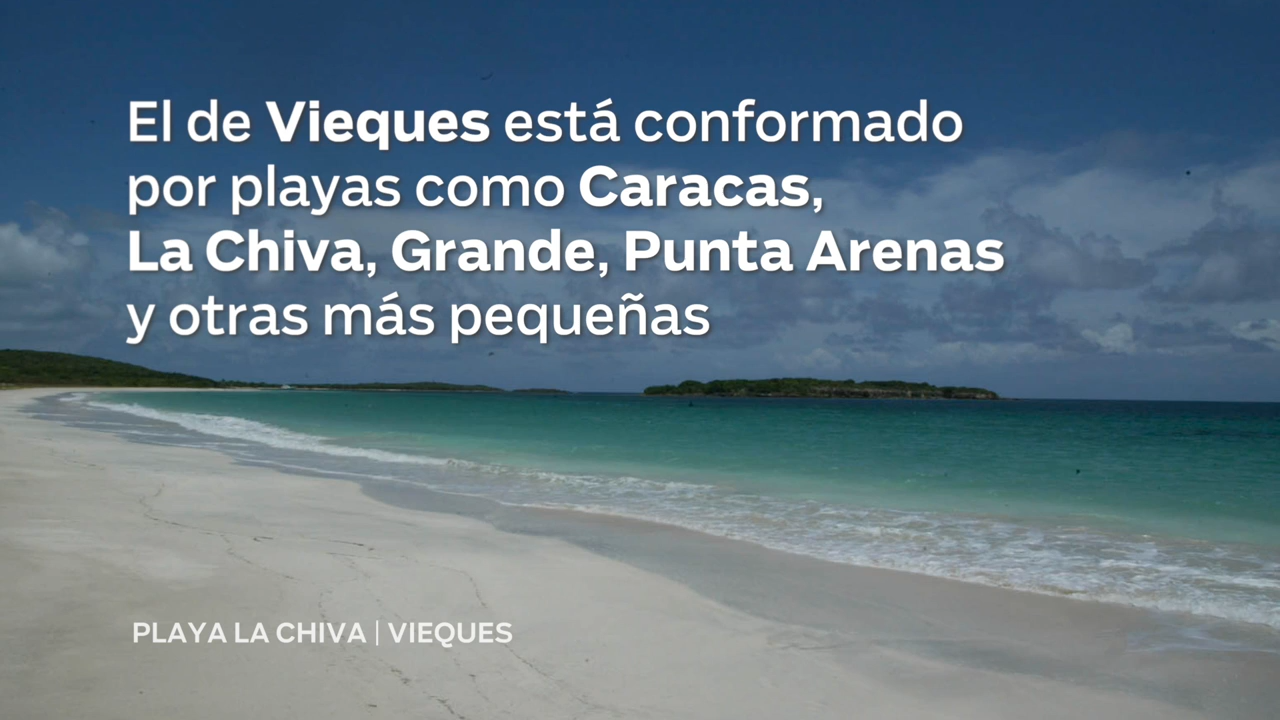 El de Vieques está conformado
por playas como Caracas,
La Chiva, Grande, Punta Arenas
y otras más pequeñas
PLAYA LA CHIVA | VIEQUES